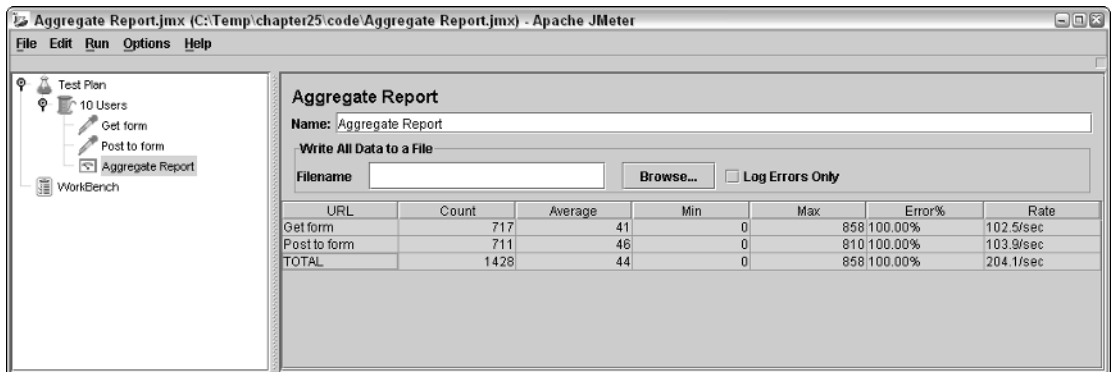 Aggregate Report.jmx (C:\Temp\chapter25\code\Aggregate Report.jmx) - Apache JMeter
File Edit Run Options Help
Test Plan
10 Users
Get form
Post to form
Aggregate Report
WorkBench
Aggregate Report
Name: Aggregate Report
Write All Data to a File
Filename Browse... Log Errors Only
URL Count Average Min Max Error% Rate
Get form 717 41 0 858 100.00% 102.5/sec
Post to form 711 46 0 810 100.00% 103.9/sec
TOTAL 1428 44 0 858 100.00% 204.1/sec